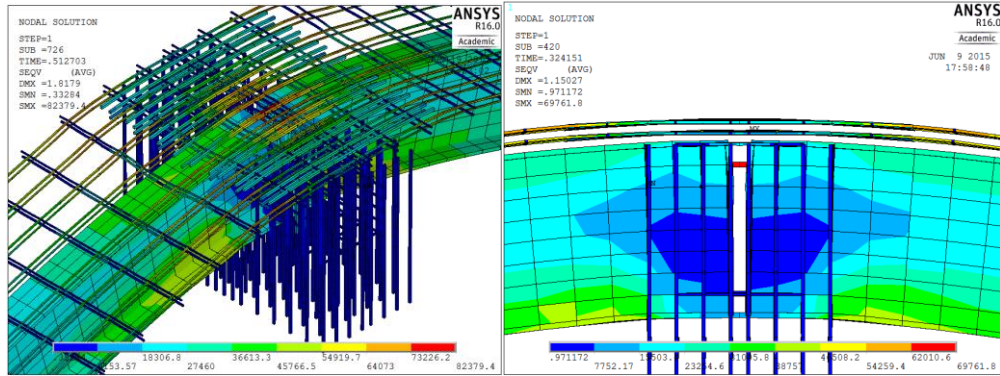 NODAL SOLUTION
STEP=1
SUB =726
TIME=.512703
SEQV (AVG)
DMX =1.8179
SMN =.33284
SMX =82379.4
ANSYS
R16.0
Academic
18306.8
36613.3
54919.7
73226.2
27460
45766.5
64073
82379.4
1
NODAL SOLUTION
STEP=1
SUB =420
TIME=.324151
SEQV (AVG)
DMX =1.15027
SMN =.971172
SMX =69761.8
ANSYS
R16.0
Academic
JUN 9 2015
17:58:48
MX
.971172
62010.6
7752.17
54259.4
69761.8